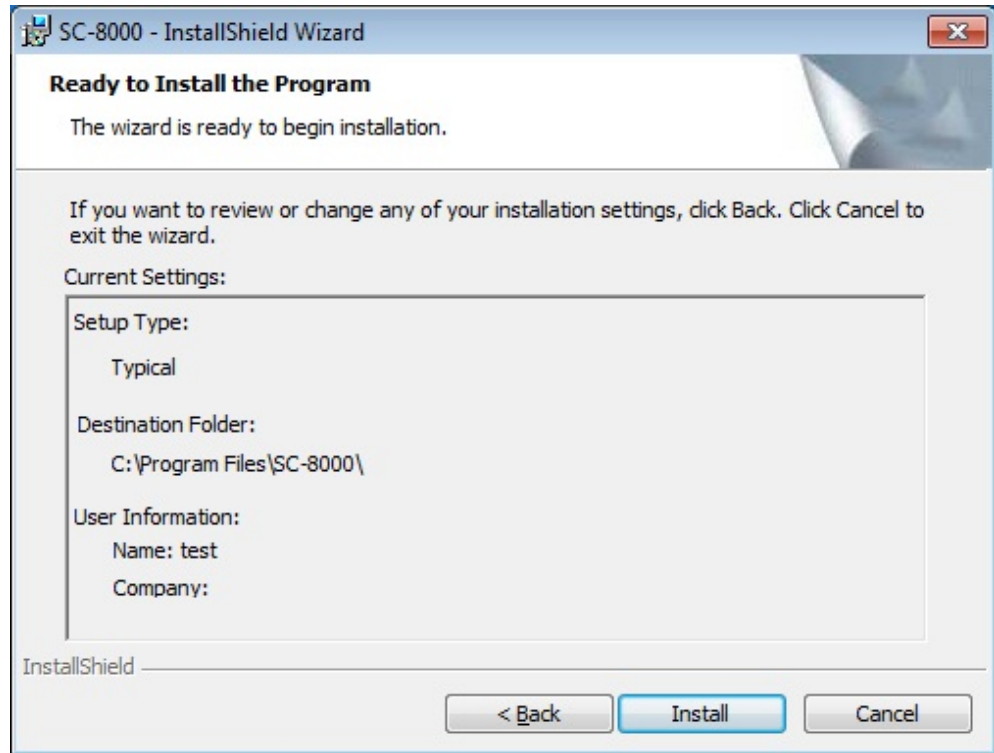 SC-8000 - InstallShield Wizard
Ready to Install the Program
The wizard is ready to begin installation.
If you want to review or change any of your installation settings, click Back. Click Cancel to
exit the wizard.
Current Settings:
Setup Type:
Typical
Destination Folder:
C:\Program Files\SC-8000\
User Information:
Name: test
Company:
InstallShield
< Back
Install
Cancel